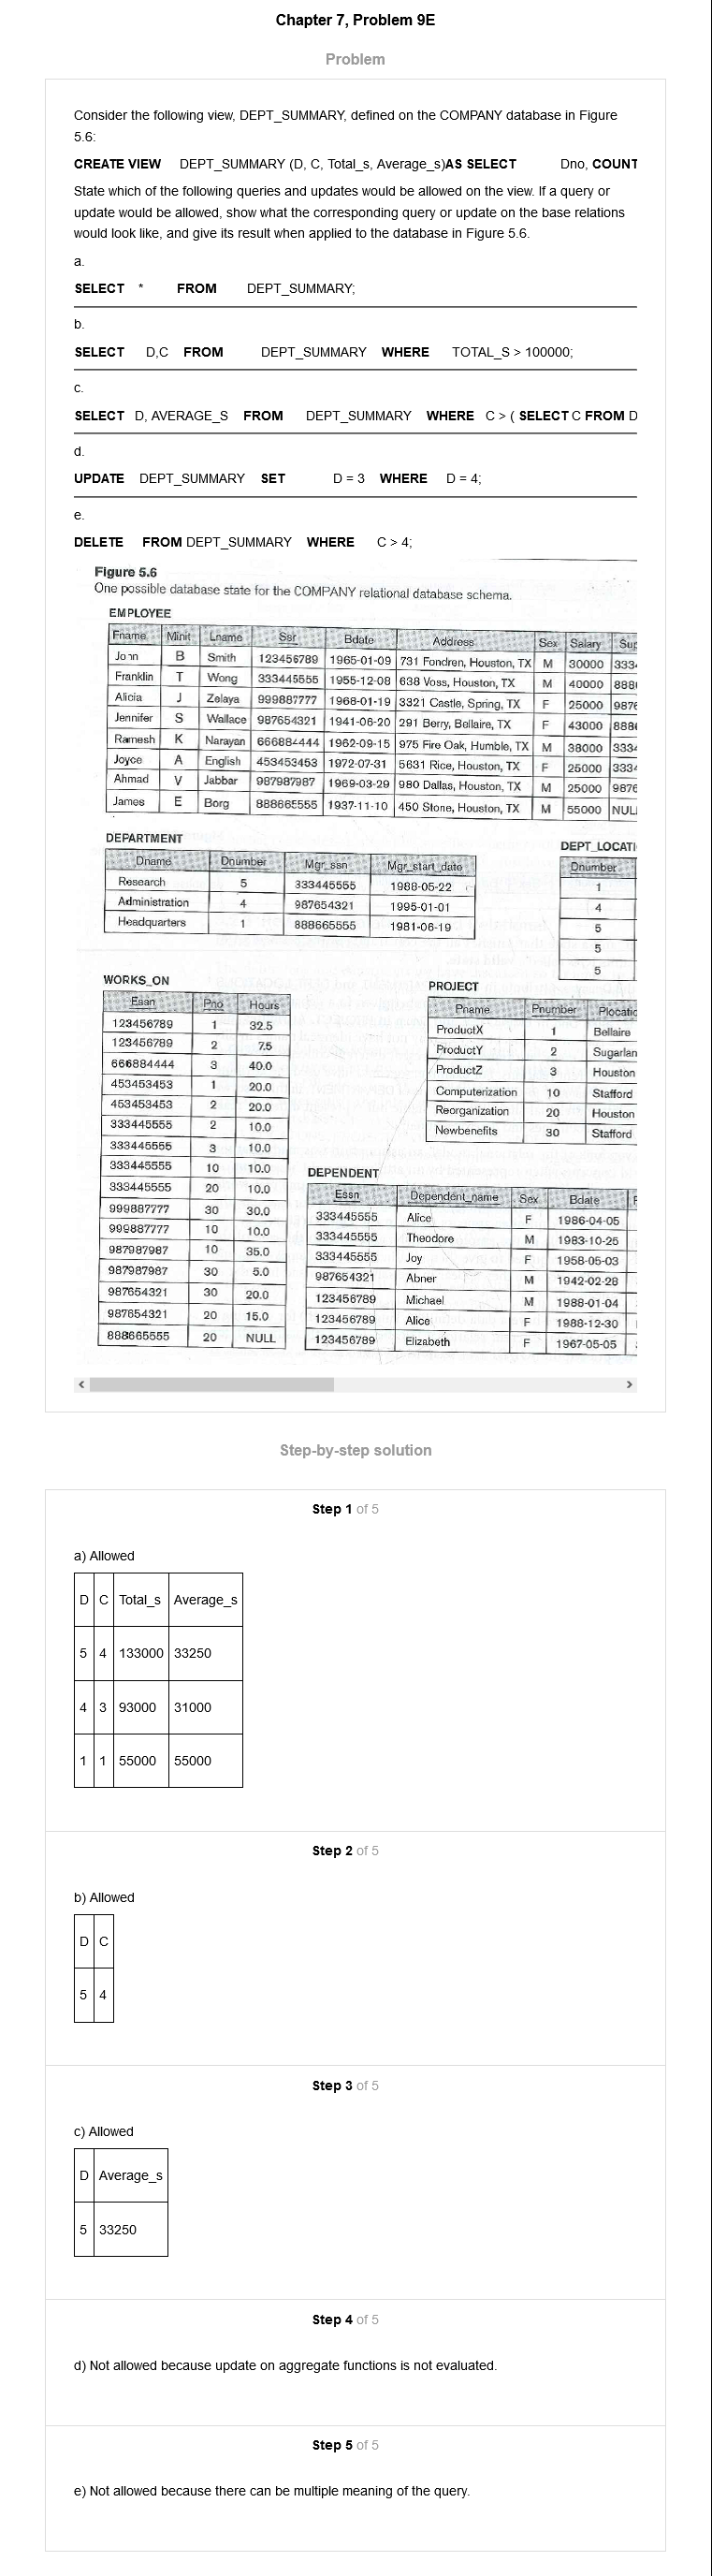 Chapter 7, Problem 9E
Problem
Consider the following view, DEPT_SUMMARY, defined on the COMPANY database in Figure
5.6:
CREATE VIEW DEPT_SUMMARY (D, C, Total_s, Average_s)AS SELECT Dno, COUNT
State which of the following queries and updates would be allowed on the view. If a query or
update would be allowed, show what the corresponding query or update on the base relations
would look like, and give its result when applied to the database in Figure 5.6.
a.
SELECT * FROM DEPT_SUMMARY;
b.
SELECT D,C FROM DEPT_SUMMARY WHERE TOTAL_S > 100000;
c.
SELECT D, AVERAGE_S FROM DEPT_SUMMARY WHERE C > ( SELECT C FROM D
d.
UPDATE DEPT_SUMMARY SET D = 3 WHERE D = 4;
e.
DELETE FROM DEPT_SUMMARY WHERE C > 4;
Figure 5.6
One possible database state for the COMPANY relational database schema.
EMPLOYEE
Fname Minit Lname Ssn Bdate Address Sex Salary Sup
John B Smith 123456789 1965-01-09 731 Fondren, Houston, TX M 30000 3334
Franklin T Wong 333445555 1955-12-08 638 Voss, Houston, TX M 40000 8886
Alicia J Zelaya 999887777 1968-01-19 3321 Castle, Spring, TX F 25000 9876
Jennifer S Wallace 987654321 1941-06-20 291 Berry, Bellaire, TX F 43000 8886
Ramesh K Narayan 666884444 1962-09-15 975 Fire Oak, Humble, TX M 38000 3334
Joyce A English 453453453 1972-07-31 5631 Rice, Houston, TX F 25000 3334
Ahmad V Jabbar 987987987 1969-03-29 980 Dallas, Houston, TX M 25000 9876
James E Borg 888665555 1937-11-10 450 Stone, Houston, TX M 55000 NULL
DEPARTMENT
Dname Dnumber Mgr_ssn Mgr_start_date
Research 5 333445555 1988-05-22
Administration 4 987654321 1995-01-01
Headquarters 1 888665555 1981-06-19
DEPT_LOCATI
Dnumber
1
4
5
5
5
WORKS_ON
Essn Pno Hours
123456789 1 32.5
123456789 2 7.5
666884444 3 40.0
453453453 1 20.0
453453453 2 20.0
333445555 2 10.0
333445555 3 10.0
333445555 10 10.0
333445555 20 10.0
999887777 30 30.0
999887777 10 10.0
987987987 10 35.0
987987987 30 5.0
987654321 30 20.0
987654321 20 15.0
888665555 20 NULL
PROJECT
Pname Pnumber Plocatio
ProductX 1 Bellaire
ProductY 2 Sugarlan
ProductZ 3 Houston
Computerization 10 Stafford
Reorganization 20 Houston
Newbenefits 30 Stafford
DEPENDENT
Essn Dependent_name Sex Bdate
333445555 Alice F 1986-04-05
333445555 Theodore M 1983-10-25
333445555 Joy F 1958-05-03
987654321 Abner M 1942-02-28
123456789 Michael M 1988-01-04
123456789 Alice F 1988-12-30
123456789 Elizabeth F 1967-05-05
Step-by-step solution
Step 1 of 5
a) Allowed
D C Total_s Average_s
5 4 133000 33250
4 3 93000 31000
1 1 55000 55000
Step 2 of 5
b) Allowed
D C
5 4
Step 3 of 5
c) Allowed
D Average_s
5 33250
Step 4 of 5
d) Not allowed because update on aggregate functions is not evaluated.
Step 5 of 5
e) Not allowed because there can be multiple meaning of the query.